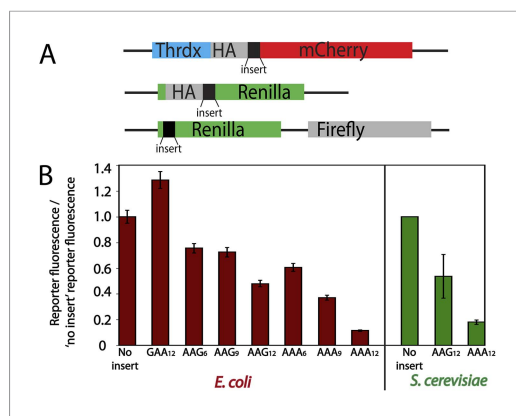 A
Thrdx HA mCherry
insert
HA Renilla
insert
Renilla Firefly
insert
B
Reporter fluorescence /
'no insert' reporter fluorescence
1.4
1.2
1.0
0.8
0.6
0.4
0.2
0
No insert GAA12 AAG6 AAG9 AAG12 AAA6 AAA9 AAA12
No insert AAG12 AAA12
E. coli
S. cerevisiae